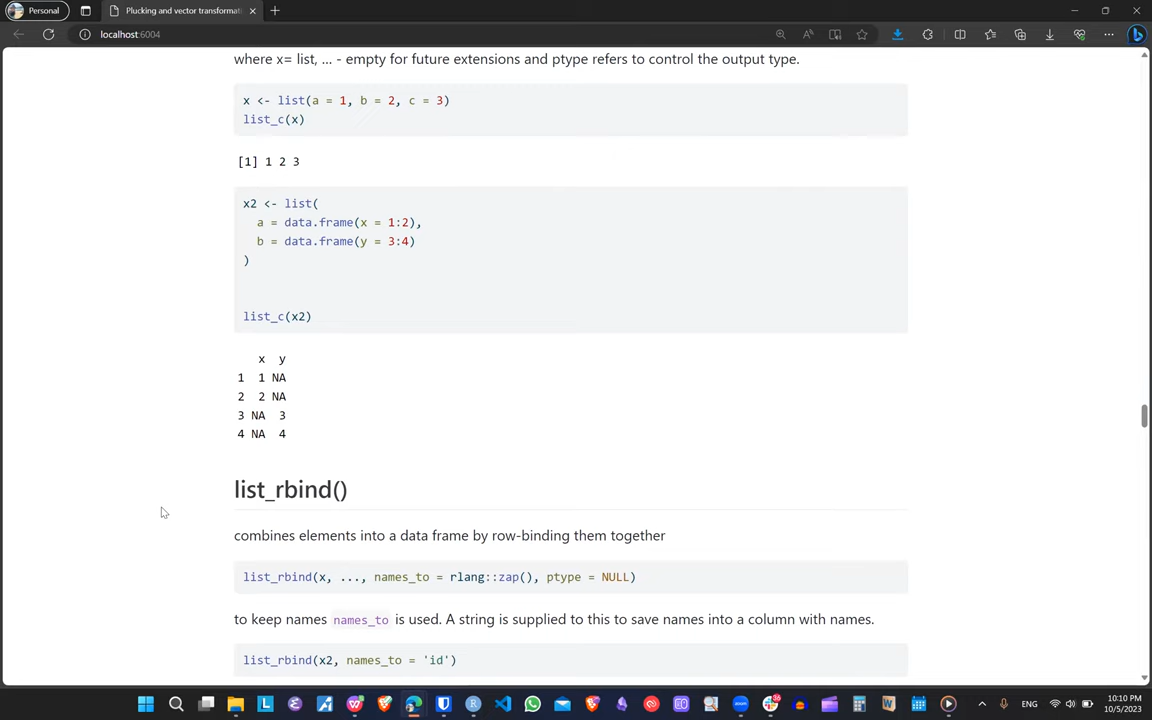 Personal
Plucking and vector transformati
localhost:6004
where x= list, ... - empty for future extensions and ptype refers to control the output type.
x <- list(a = 1, b = 2, c = 3)
list_c(x)
[1] 1 2 3
x2 <- list(
a = data.frame(x = 1:2),
b = data.frame(y = 3:4)
)
list_c(x2)
x y
1 1 NA
2 2 NA
3 NA 3
4 NA 4
list_rbind()
combines elements into a data frame by row-binding them together
list_rbind(x, ..., names_to = rlang::zap(), ptype = NULL)
to keep names names_to is used. A string is supplied to this to save names into a column with names.
list_rbind(x2, names_to = 'id')
ENG
10:10 PM
10/5/2023